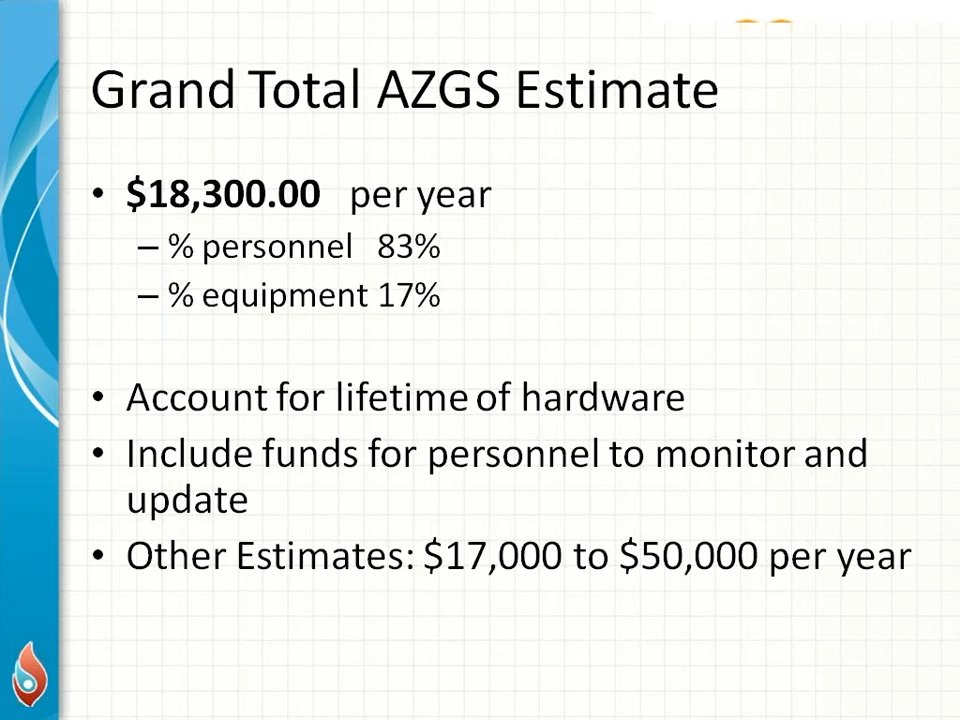 Grand Total AZGS Estimate
• $18,300.00 per year
– % personnel 83%
– % equipment 17%
• Account for lifetime of hardware
• Include funds for personnel to monitor and
update
• Other Estimates: $17,000 to $50,000 per year